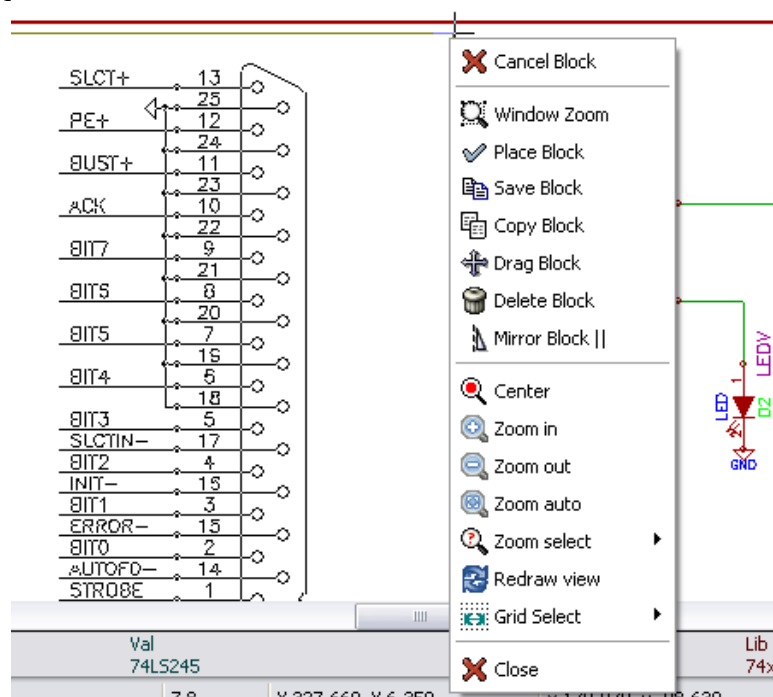 SLCT+ 13
25
PE+ 12
24
BUST+ 11
23
ACK 10
22
BIT7 9
21
BIT6 8
20
BIT5 7
19
BIT4 6
18
BIT3 5
SLCTIN- 17
BIT2 4
INIT- 16
BIT1 3
ERROR- 15
BIT0 2
AUTOFD- 14
STROBE 1
Cancel Block
Window Zoom
Place Block
Save Block
Copy Block
Drag Block
Delete Block
Mirror Block ||
Center
Zoom in
Zoom out
Zoom auto
Zoom select
Redraw view
Grid Select
Close
LEDV
1
LED
D2
2
GND
Val
74LS245
Lib
74x